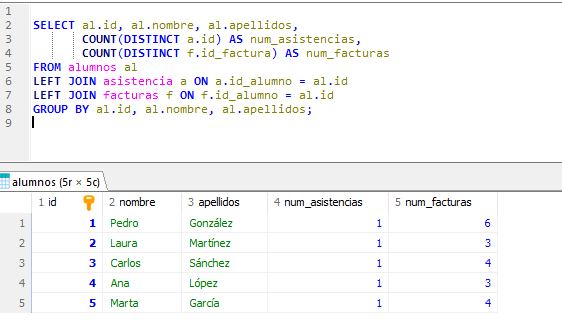 1
2 SELECT al.id, al.nombre, al.apellidos,
3 COUNT(DISTINCT a.id) AS num_asistencias,
4 COUNT(DISTINCT f.id_factura) AS num_facturas
5 FROM alumnos al
6 LEFT JOIN asistencia a ON a.id_alumno = al.id
7 LEFT JOIN facturas f ON f.id_alumno = al.id
8 GROUP BY al.id, al.nombre, al.apellidos;
9
alumnos (5r × 5c)
1 id 2 nombre 3 apellidos 4 num_asistencias 5 num_facturas
1 1 Pedro González 1 6
2 2 Laura Martínez 1 3
3 3 Carlos Sánchez 1 4
4 4 Ana López 1 3
5 5 Marta García 1 4